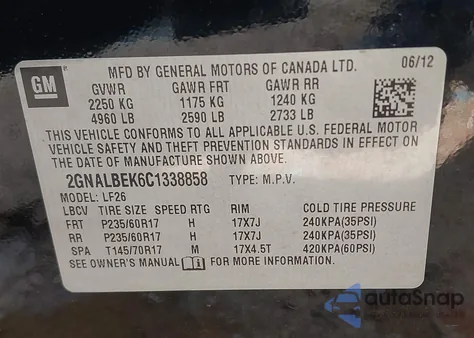 GM
MFD BY GENERAL MOTORS OF CANADA LTD. 06/12
GVWR GAWR FRT GAWR RR
2250 KG 1175 KG 1240 KG
4960 LB 2590 LB 2733 LB
THIS VEHICLE CONFORMS TO ALL APPLICABLE U.S. FEDERAL MOTOR
VEHICLE SAFETY AND THEFT PREVENTION STANDARDS IN EFFECT ON THE
DATE OF MANUFACTURE SHOWN ABOVE.
2GNALBEK6C1338858 TYPE: M.P.V.
MODEL: LF26
LBCV TIRE SIZE SPEED RTG RIM COLD TIRE PRESSURE
FRT P235/60R17 H 17X7J 240KPA(35PSI)
RR P235/60R17 H 17X7J 240KPA(35PSI)
SPA T145/70R17 M 17X4.5T 420KPA(60PSI)
SEE OWNER'S MANUAL FOR MORE INFORMATION.
autoSnap